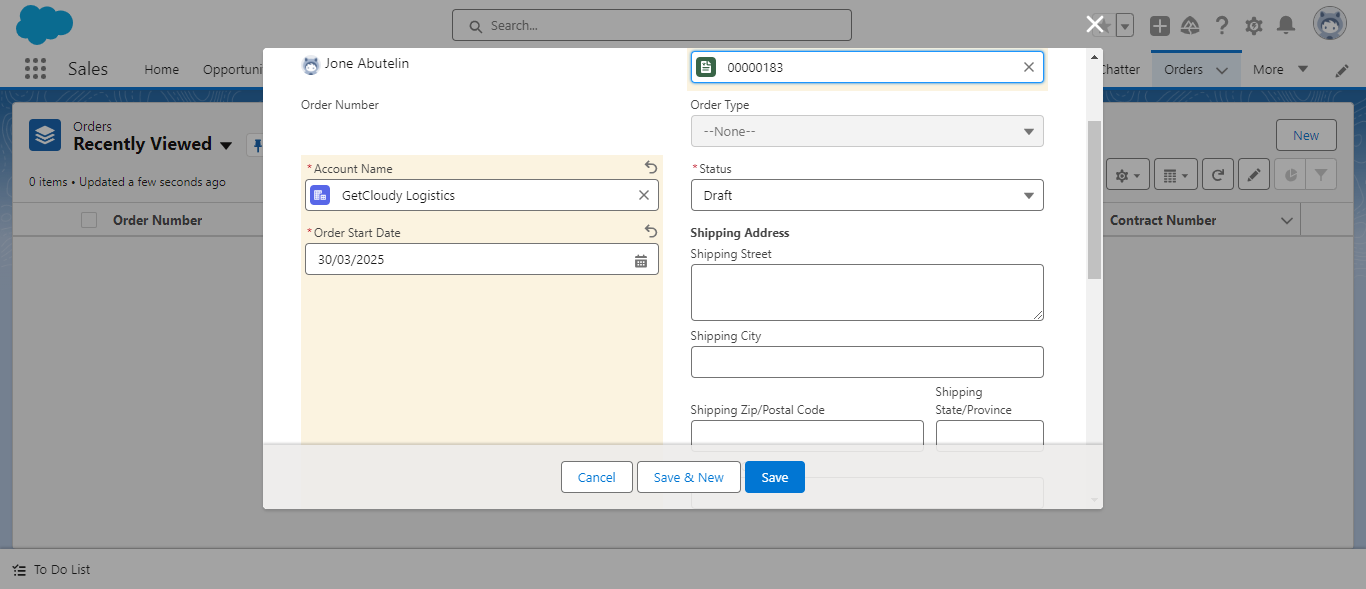 Search...
Sales
Home
Opportuni
Chatter
Orders
More
Orders
Recently Viewed
New
0 items • Updated a few seconds ago
Order Number
Contract Number
Jone Abutelin
00000183
Order Number
Order Type
--None--
*Account Name
GetCloudy Logistics
*Status
Draft
*Order Start Date
30/03/2025
Shipping Address
Shipping Street
Shipping City
Shipping Zip/Postal Code
Shipping
State/Province
Cancel
Save & New
Save
To Do List